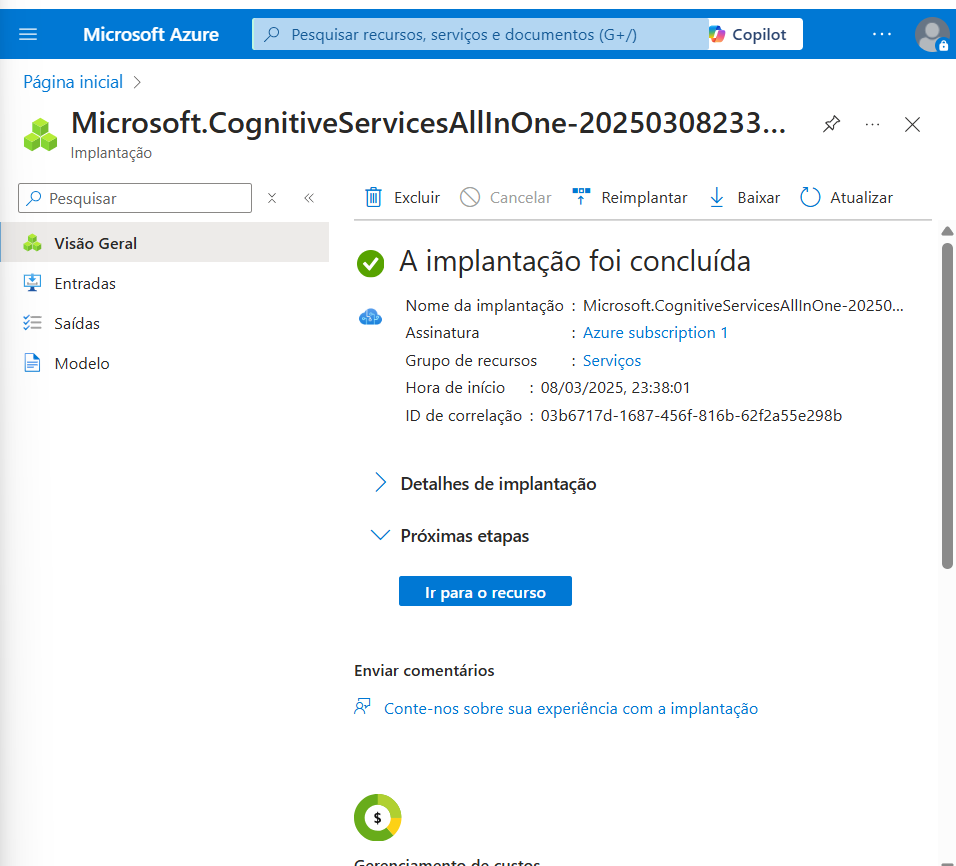 Microsoft Azure
Pesquisar recursos, serviços e documentos (G+/)
Copilot
Página inicial
Microsoft.CognitiveServicesAllInOne-20250308233...
Implantação
Pesquisar
Excluir
Cancelar
Reimplantar
Baixar
Atualizar
Visão Geral
Entradas
Saídas
Modelo
A implantação foi concluída
Nome da implantação : Microsoft.CognitiveServicesAllInOne-20250...
Assinatura : Azure subscription 1
Grupo de recursos : Serviços
Hora de início : 08/03/2025, 23:38:01
ID de correlação : 03b6717d-1687-456f-816b-62f2a55e298b
Detalhes de implantação
Próximas etapas
Ir para o recurso
Enviar comentários
Conte-nos sobre sua experiência com a implantação
$
Gerenciamento de custos